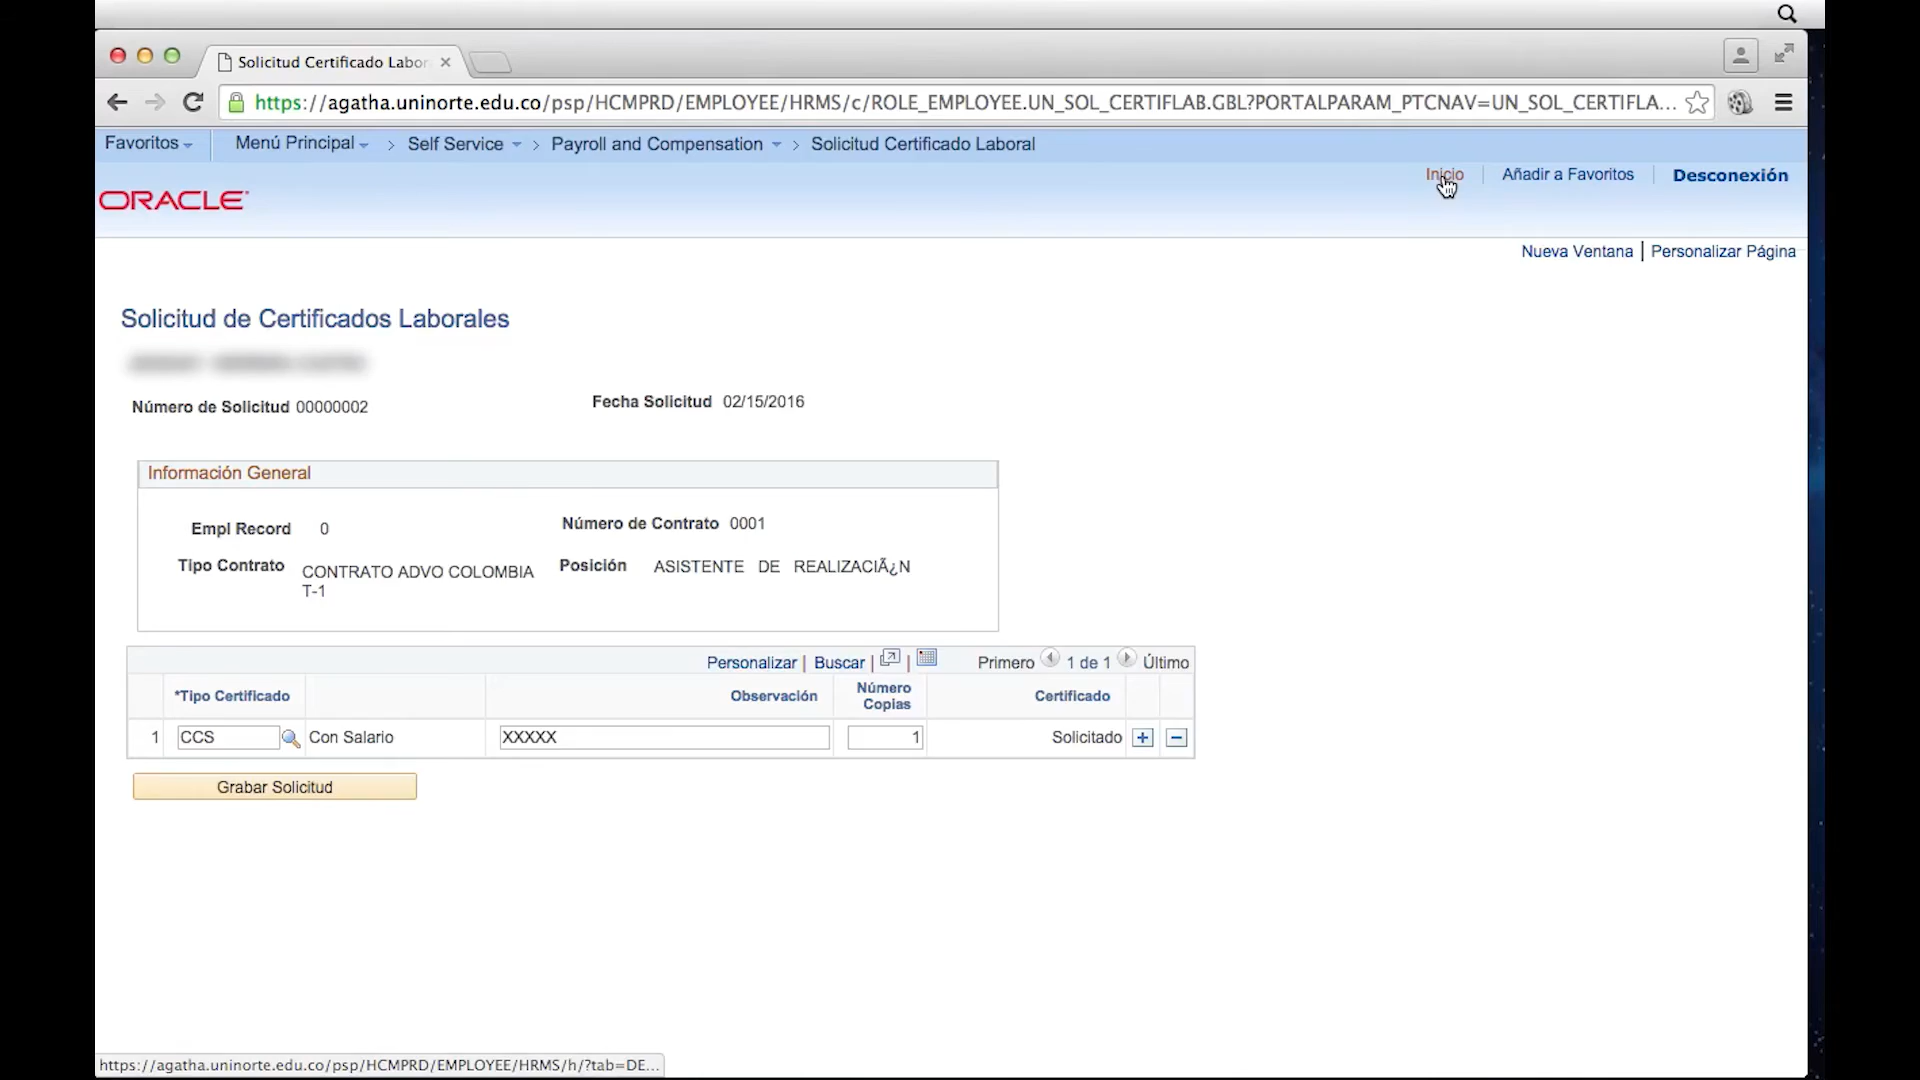 Solicitud Certificado Labor
https://agatha.uninorte.edu.co/psp/HCMPRD/EMPLOYEE/HRMS/c/ROLE_EMPLOYEE.UN_SOL_CERTIFLAB.GBL?PORTALPARAM_PTCNAV=UN_SOL_CERTIFLA...
Favoritos Menú Principal > Self Service > Payroll and Compensation > Solicitud Certificado Laboral
Inicio Añadir a Favoritos Desconexión
ORACLE
Nueva Ventana | Personalizar Página
Solicitud de Certificados Laborales
Número de Solicitud 00000002 Fecha Solicitud 02/15/2016
Información General
Empl Record 0 Número de Contrato 0001
Tipo Contrato CONTRATO ADVO COLOMBIA Posición ASISTENTE DE REALIZACIÃ¿N
T-1
Personalizar | Buscar | | Primero 1 de 1 Último
*Tipo Certificado Observación Número Copias Certificado
1 CCS Con Salario XXXXX 1 Solicitado
Grabar Solicitud
https://agatha.uninorte.edu.co/psp/HCMPRD/EMPLOYEE/HRMS/h/?tab=DE...